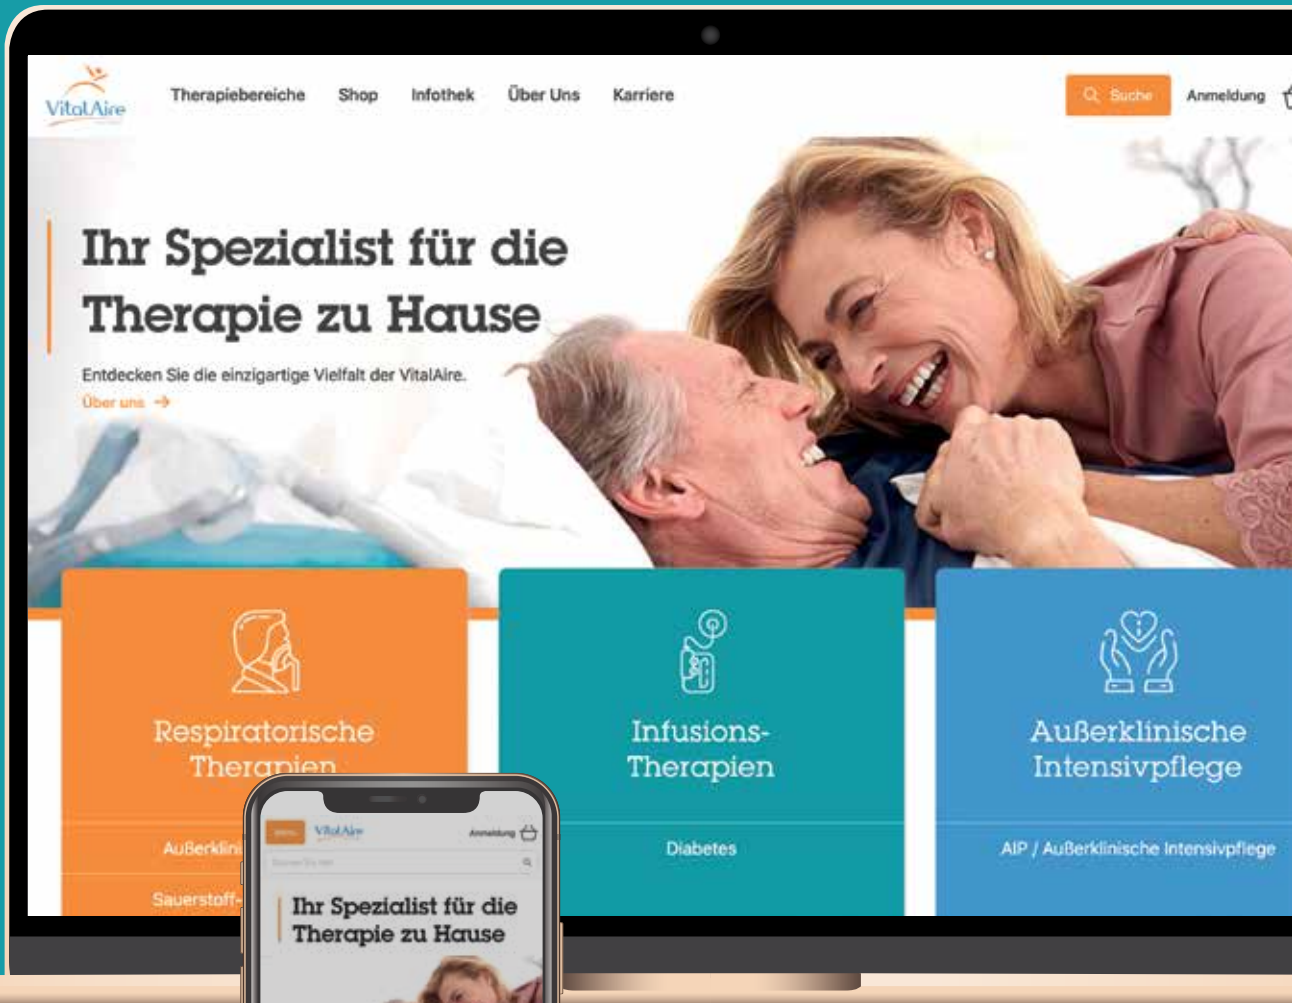 VitalAire
Therapiebereiche Shop Infothek Über Uns Karriere
Suche Anmeldung
Ihr Spezialist für die
Therapie zu Hause
Entdecken Sie die einzigartige Vielfalt der VitalAire.
Über uns →
Respiratorische
Therapien
Infusions-
Therapien
Außerklinische
Intensivpflege
Diabetes
AIP / Außerklinische Intensivpflege
Sauerstoff-
VitalAire Anmeldung
Ihr Spezialist für die
Therapie zu Hause